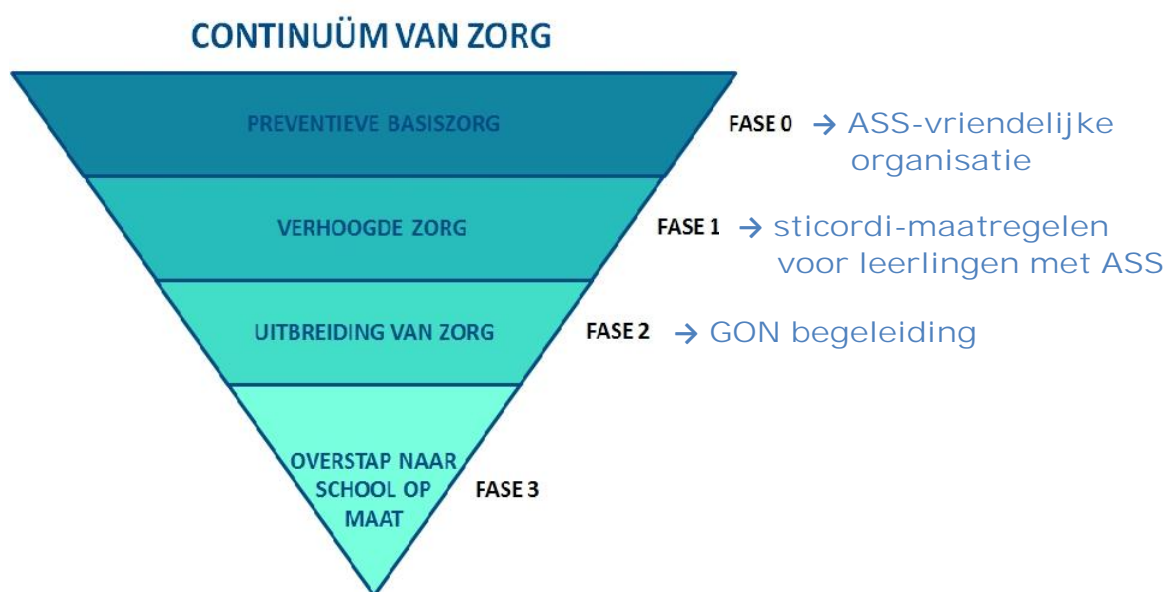 CONTINUÜM VAN ZORG
PREVENTIEVE BASISZORG
FASE 0
→ ASS-vriendelijke
organisatie
VERHOOGDE ZORG
FASE 1
→ sticordi-maatregelen
voor leerlingen met ASS
UITBREIDING VAN ZORG
FASE 2
→ GON begeleiding
OVERSTAP NAAR
SCHOOL OP
MAAT
FASE 3